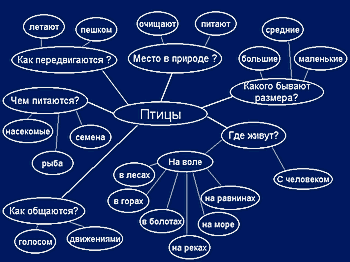 летают
пешком
очищают
питают
средние
большие
маленькие
Как передвигаются ?
Место в природе ?
Какого бывают
размера?
Чем питаются?
Птицы
насекомые
семена
рыба
Где живут?
На воле
С человеком
в лесах
в горах
в болотах
на реках
на море
на равнинах
Как общаются?
голосом
движениями